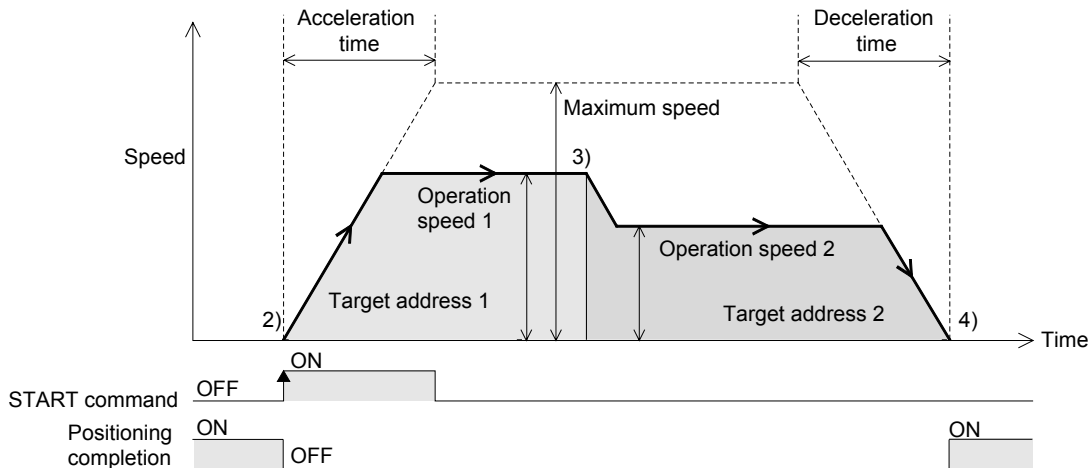 Acceleration
time
Deceleration
time
Maximum speed
Speed
3)
Operation
speed 1
Operation speed 2
Target address 1
Target address 2
2)
4)
Time
ON
OFF
START command
ON
ON
Positioning
completion
OFF